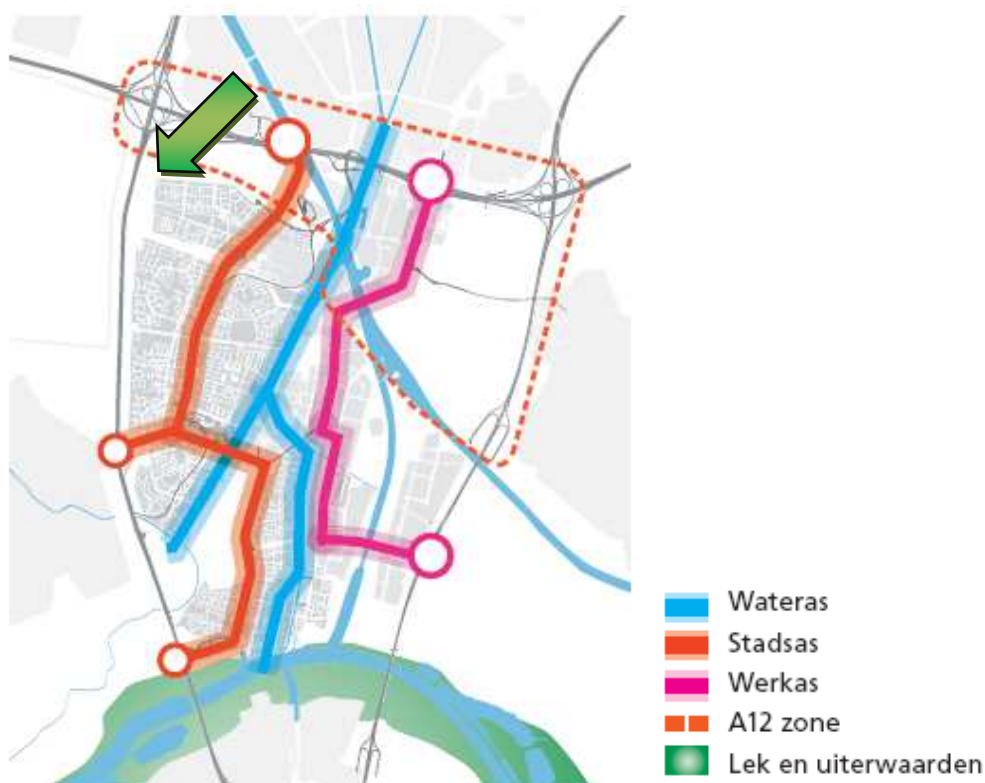 Wateras
Stadsas
Werkas
A12 zone
Lek en uiterwaarden